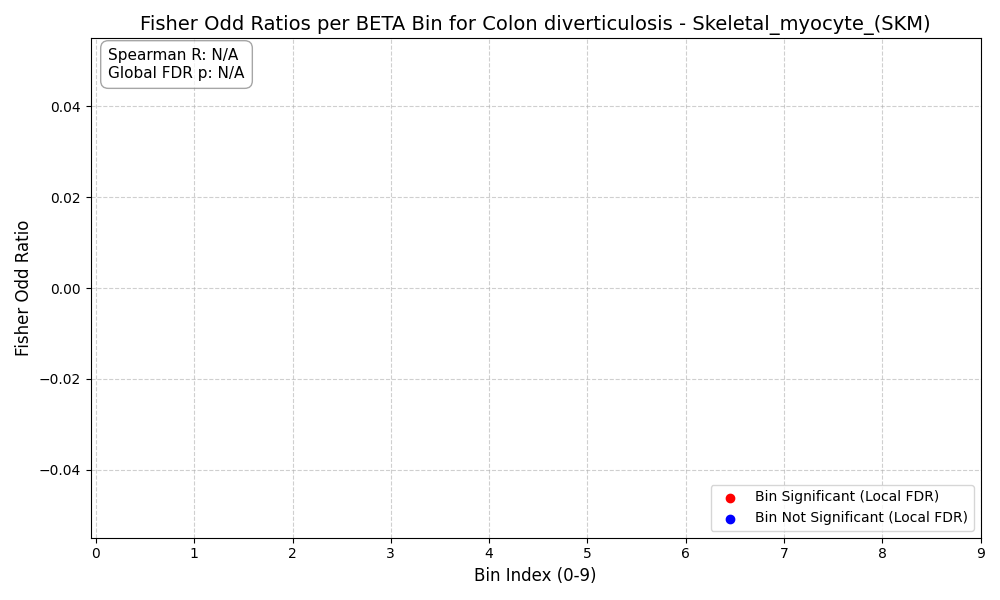 Fisher Odd Ratios per BETA Bin for Colon diverticulosis - Skeletal_myocyte_(SKM)
Spearman R: N/A
Global FDR p: N/A
Fisher Odd Ratio
0.04
0.02
0.00
−0.02
−0.04
Bin Significant (Local FDR)
Bin Not Significant (Local FDR)
0 1 2 3 4 5 6 7 8 9
Bin Index (0-9)